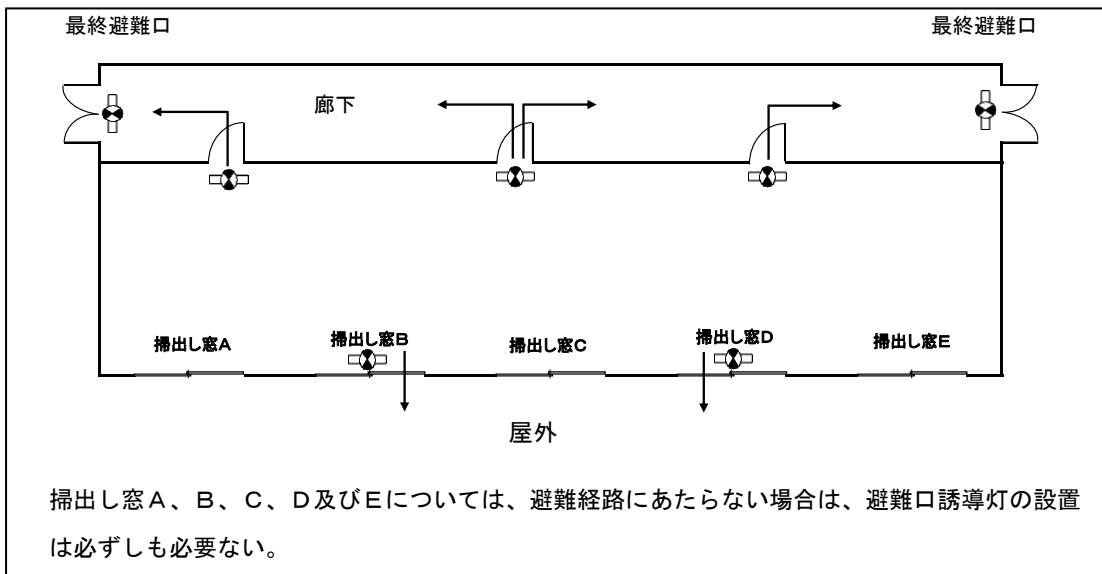 最終避難口
最終避難口
廊下
掃出し窓A
掃出し窓B
掃出し窓C
掃出し窓D
掃出し窓E
屋外
掃出し窓A、B、C、D及びEについては、避難経路にあたらない場合は、避難口誘導灯の設置
は必ずしも必要ない。